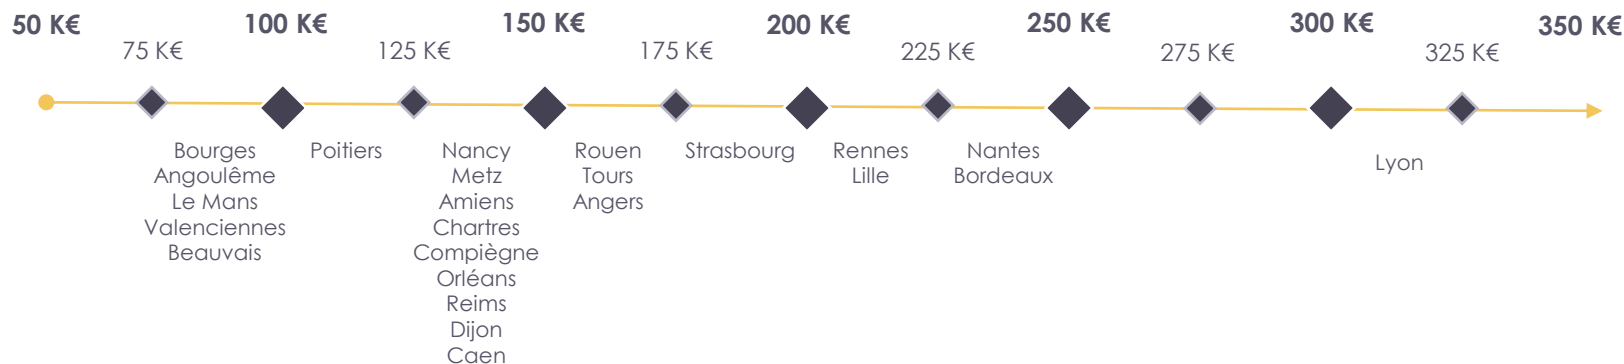 50 K€
75 K€
100 K€
125 K€
150 K€
175 K€
200 K€
225 K€
250 K€
275 K€
300 K€
325 K€
350 K€
Bourges
Angoulême
Le Mans
Valenciennes
Beauvais
Poitiers
Nancy
Metz
Amiens
Chartres
Compiègne
Orléans
Reims
Dijon
Caen
Rouen
Tours
Angers
Strasbourg
Rennes
Lille
Nantes
Bordeaux
Lyon